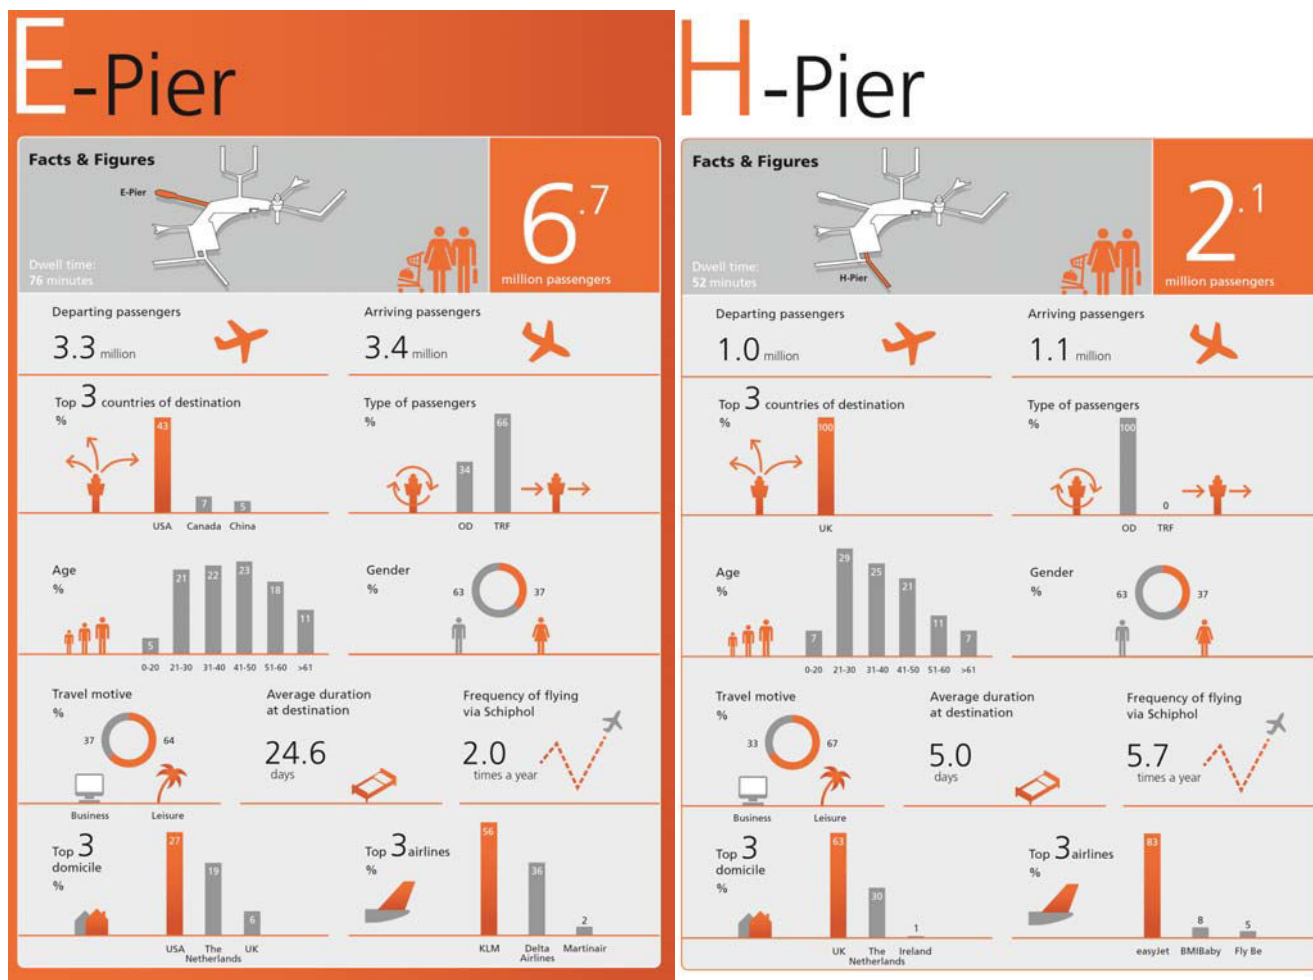 E-Pier
Facts & Figures
E-Pier
Dwell time:
76 minutes
6.7
million passengers
Departing passengers
3.3 million
Arriving passengers
3.4 million
Top 3 countries of destination
%
43
7
5
USA Canada China
Type of passengers
%
34
66
OD TRF
Age
%
5
21
22
23
18
11
0-20 21-30 31-40 41-50 51-60 >61
Gender
%
63
37
Travel motive
%
37
64
Business Leisure
Average duration
at destination
24.6
days
Frequency of flying
via Schiphol
2.0
times a year
Top 3
domicile
%
27
19
6
USA The Netherlands UK
Top 3 airlines
%
56
36
2
KLM Delta Airlines Martinair
H-Pier
Facts & Figures
H-Pier
Dwell time:
52 minutes
2.1
million passengers
Departing passengers
1.0 million
Arriving passengers
1.1 million
Top 3 countries of destination
%
100
UK
Type of passengers
%
100
0
OD TRF
Age
%
7
29
25
21
11
7
0-20 21-30 31-40 41-50 51-60 >61
Gender
%
63
37
Travel motive
%
33
67
Business Leisure
Average duration
at destination
5.0
days
Frequency of flying
via Schiphol
5.7
times a year
Top 3
domicile
%
63
30
1
UK The Netherlands Ireland
Top 3 airlines
%
83
8
5
easyJet BMIBaby Fly Be